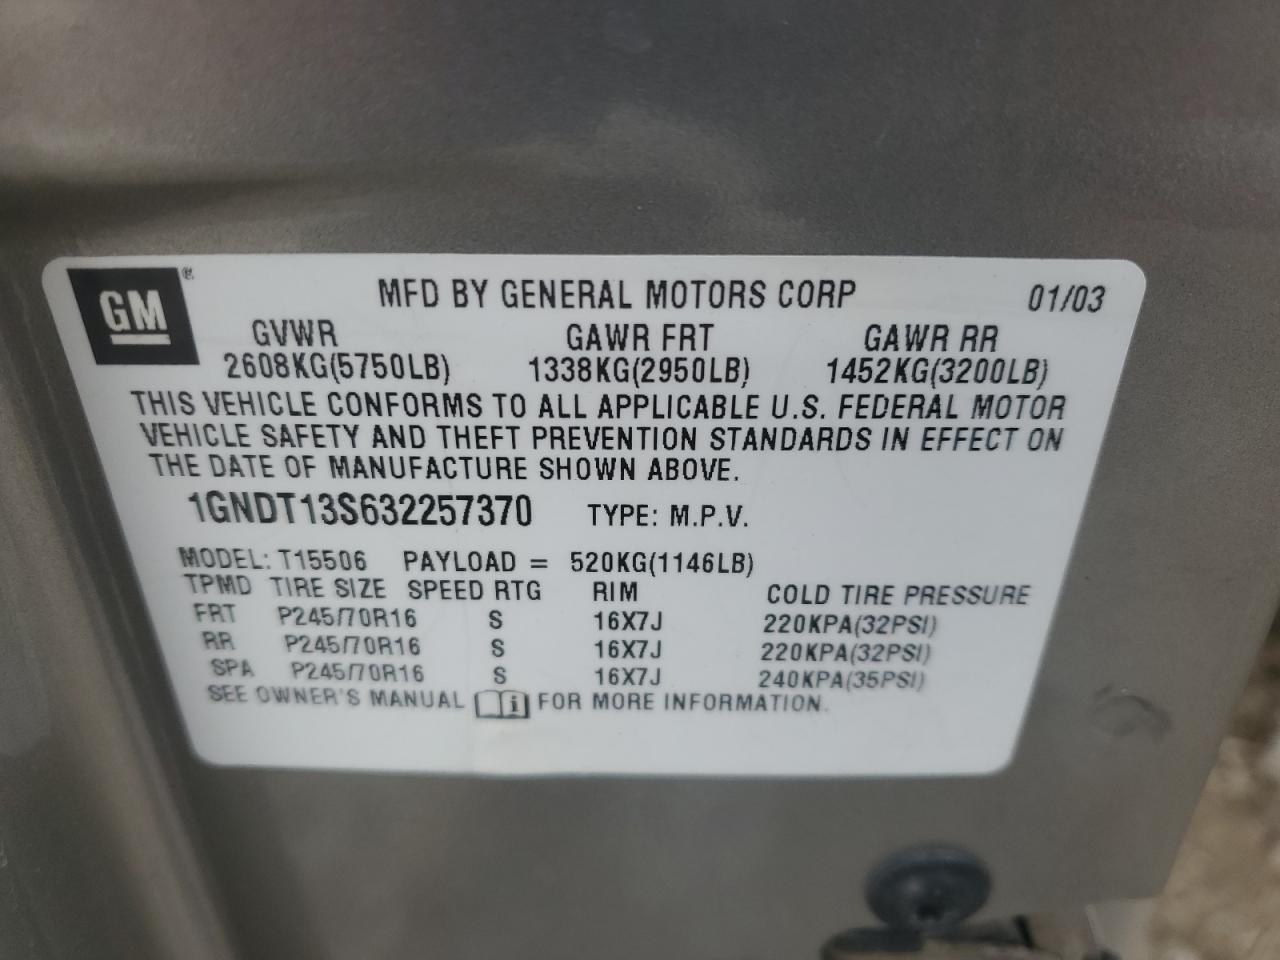 GM® MFD BY GENERAL MOTORS CORP 01/03
GVWR GAWR FRT GAWR RR
2608KG(5750LB) 1338KG(2950LB) 1452KG(3200LB)
THIS VEHICLE CONFORMS TO ALL APPLICABLE U.S. FEDERAL MOTOR
VEHICLE SAFETY AND THEFT PREVENTION STANDARDS IN EFFECT ON
THE DATE OF MANUFACTURE SHOWN ABOVE.
1GNDT13S632257370 TYPE: M.P.V.
MODEL: T15506 PAYLOAD = 520KG(1146LB)
TPMD TIRE SIZE SPEED RTG RIM COLD TIRE PRESSURE
FRT P245/70R16 S 16X7J 220KPA(32PSI)
RR P245/70R16 S 16X7J 220KPA(32PSI)
SPA P245/70R16 S 16X7J 240KPA(35PSI)
SEE OWNER'S MANUAL i FOR MORE INFORMATION.